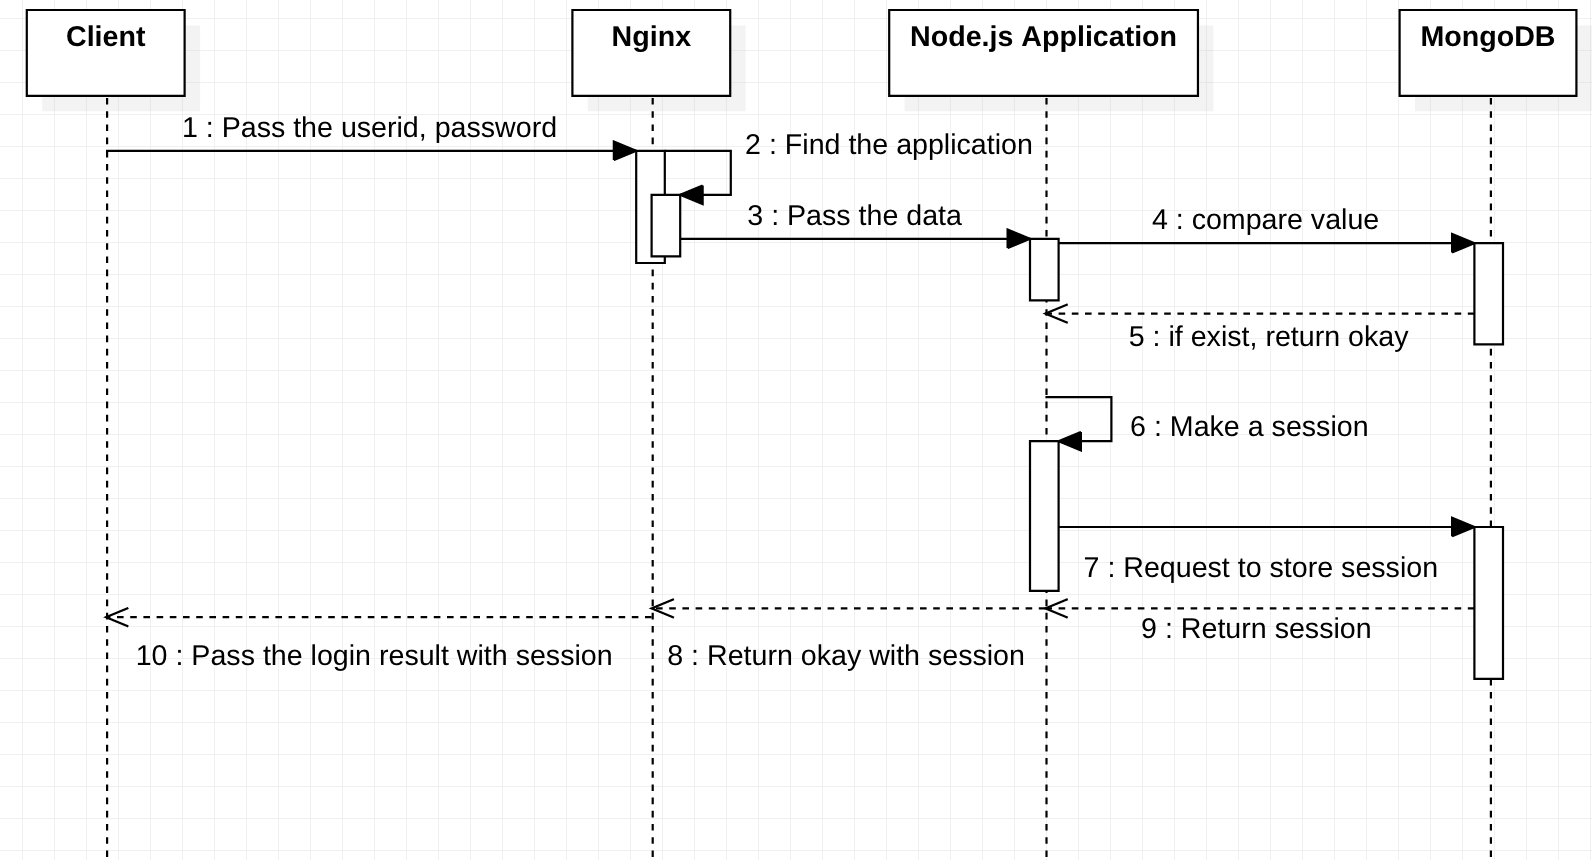 Client
Nginx
Node.js Application
MongoDB
1 : Pass the userid, password
2 : Find the application
3 : Pass the data
4 : compare value
5 : if exist, return okay
6 : Make a session
7 : Request to store session
9 : Return session
10 : Pass the login result with session
8 : Return okay with session